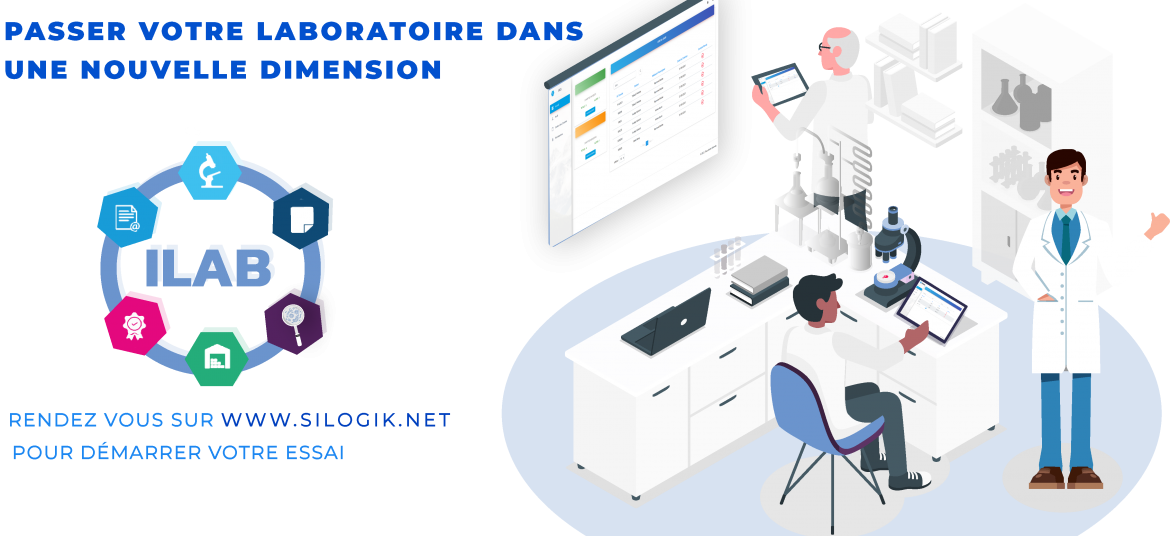 PASSER VOTRE LABORATOIRE DANS
UNE NOUVELLE DIMENSION
ILAB
RENDEZ VOUS SUR WWW.SILOGIK.NET
POUR DÉMARRER VOTRE ESSAI